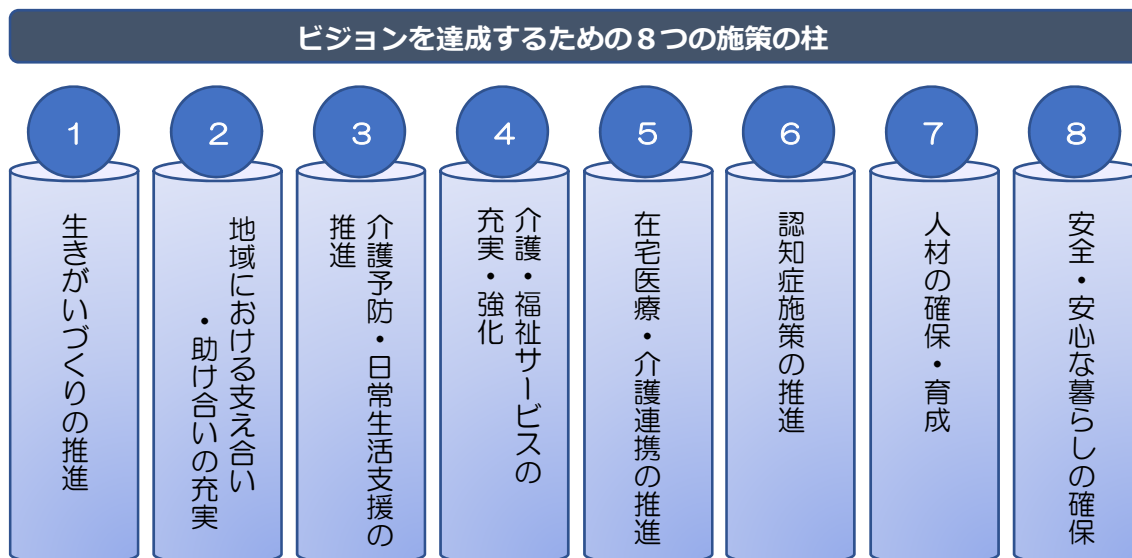 ビジョンを達成するための８つの施策の柱
１
生きがいづくりの推進
２
地域における支え合い
・助け合いの充実
３
介護予防・日常生活支援の
推進
４
介護・福祉サービスの
充実・強化
５
在宅医療・介護連携の推進
６
認知症施策の推進
７
人材の確保・育成
８
安全・安心な暮らしの確保